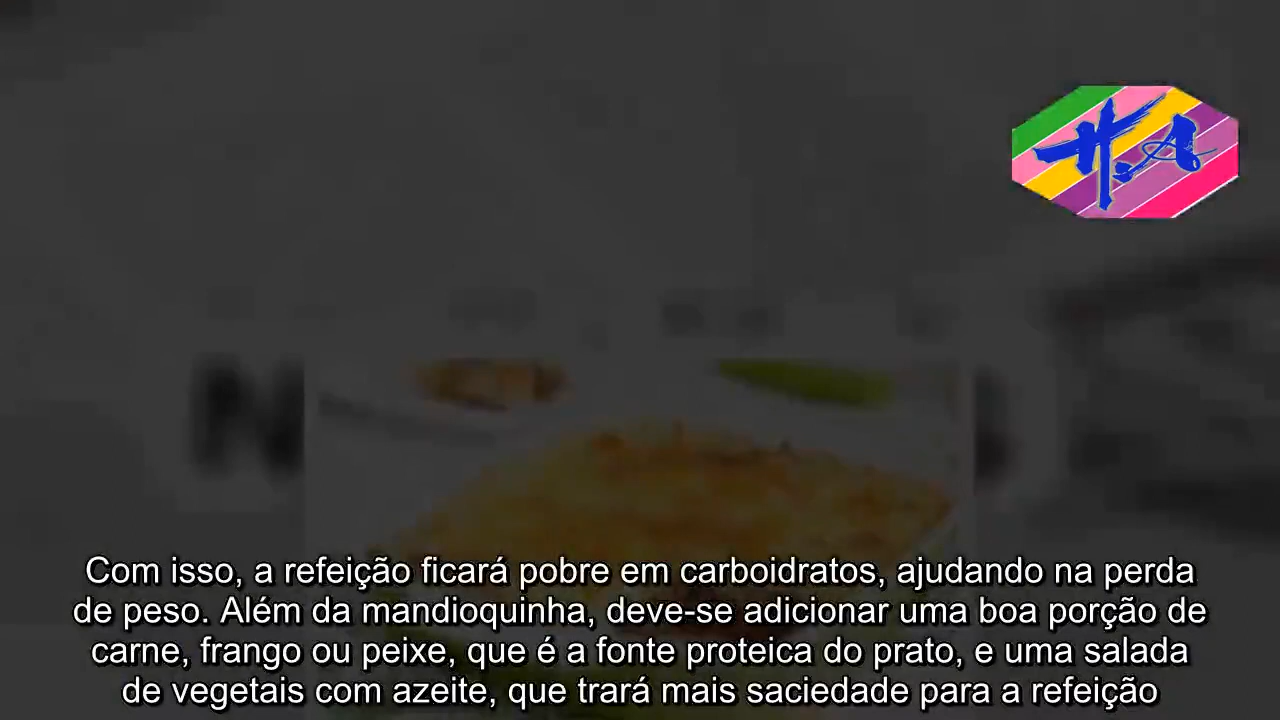 H.A
Com isso, a refeição ficará pobre em carboidratos, ajudando na perda
de peso. Além da mandioquinha, deve-se adicionar uma boa porção de
carne, frango ou peixe, que é a fonte proteica do prato, e uma salada
de vegetais com azeite, que trará mais saciedade para a refeição